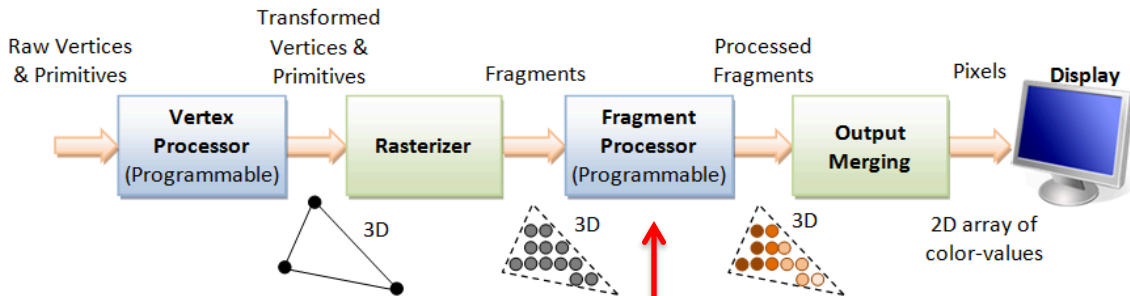 Raw Vertices
& Primitives
Vertex
Processor
(Programmable)
Transformed
Vertices &
Primitives
3D
Rasterizer
Fragments
3D
Fragment
Processor
(Programmable)
Processed
Fragments
3D
Output
Merging
Pixels
Display
2D array of
color-values